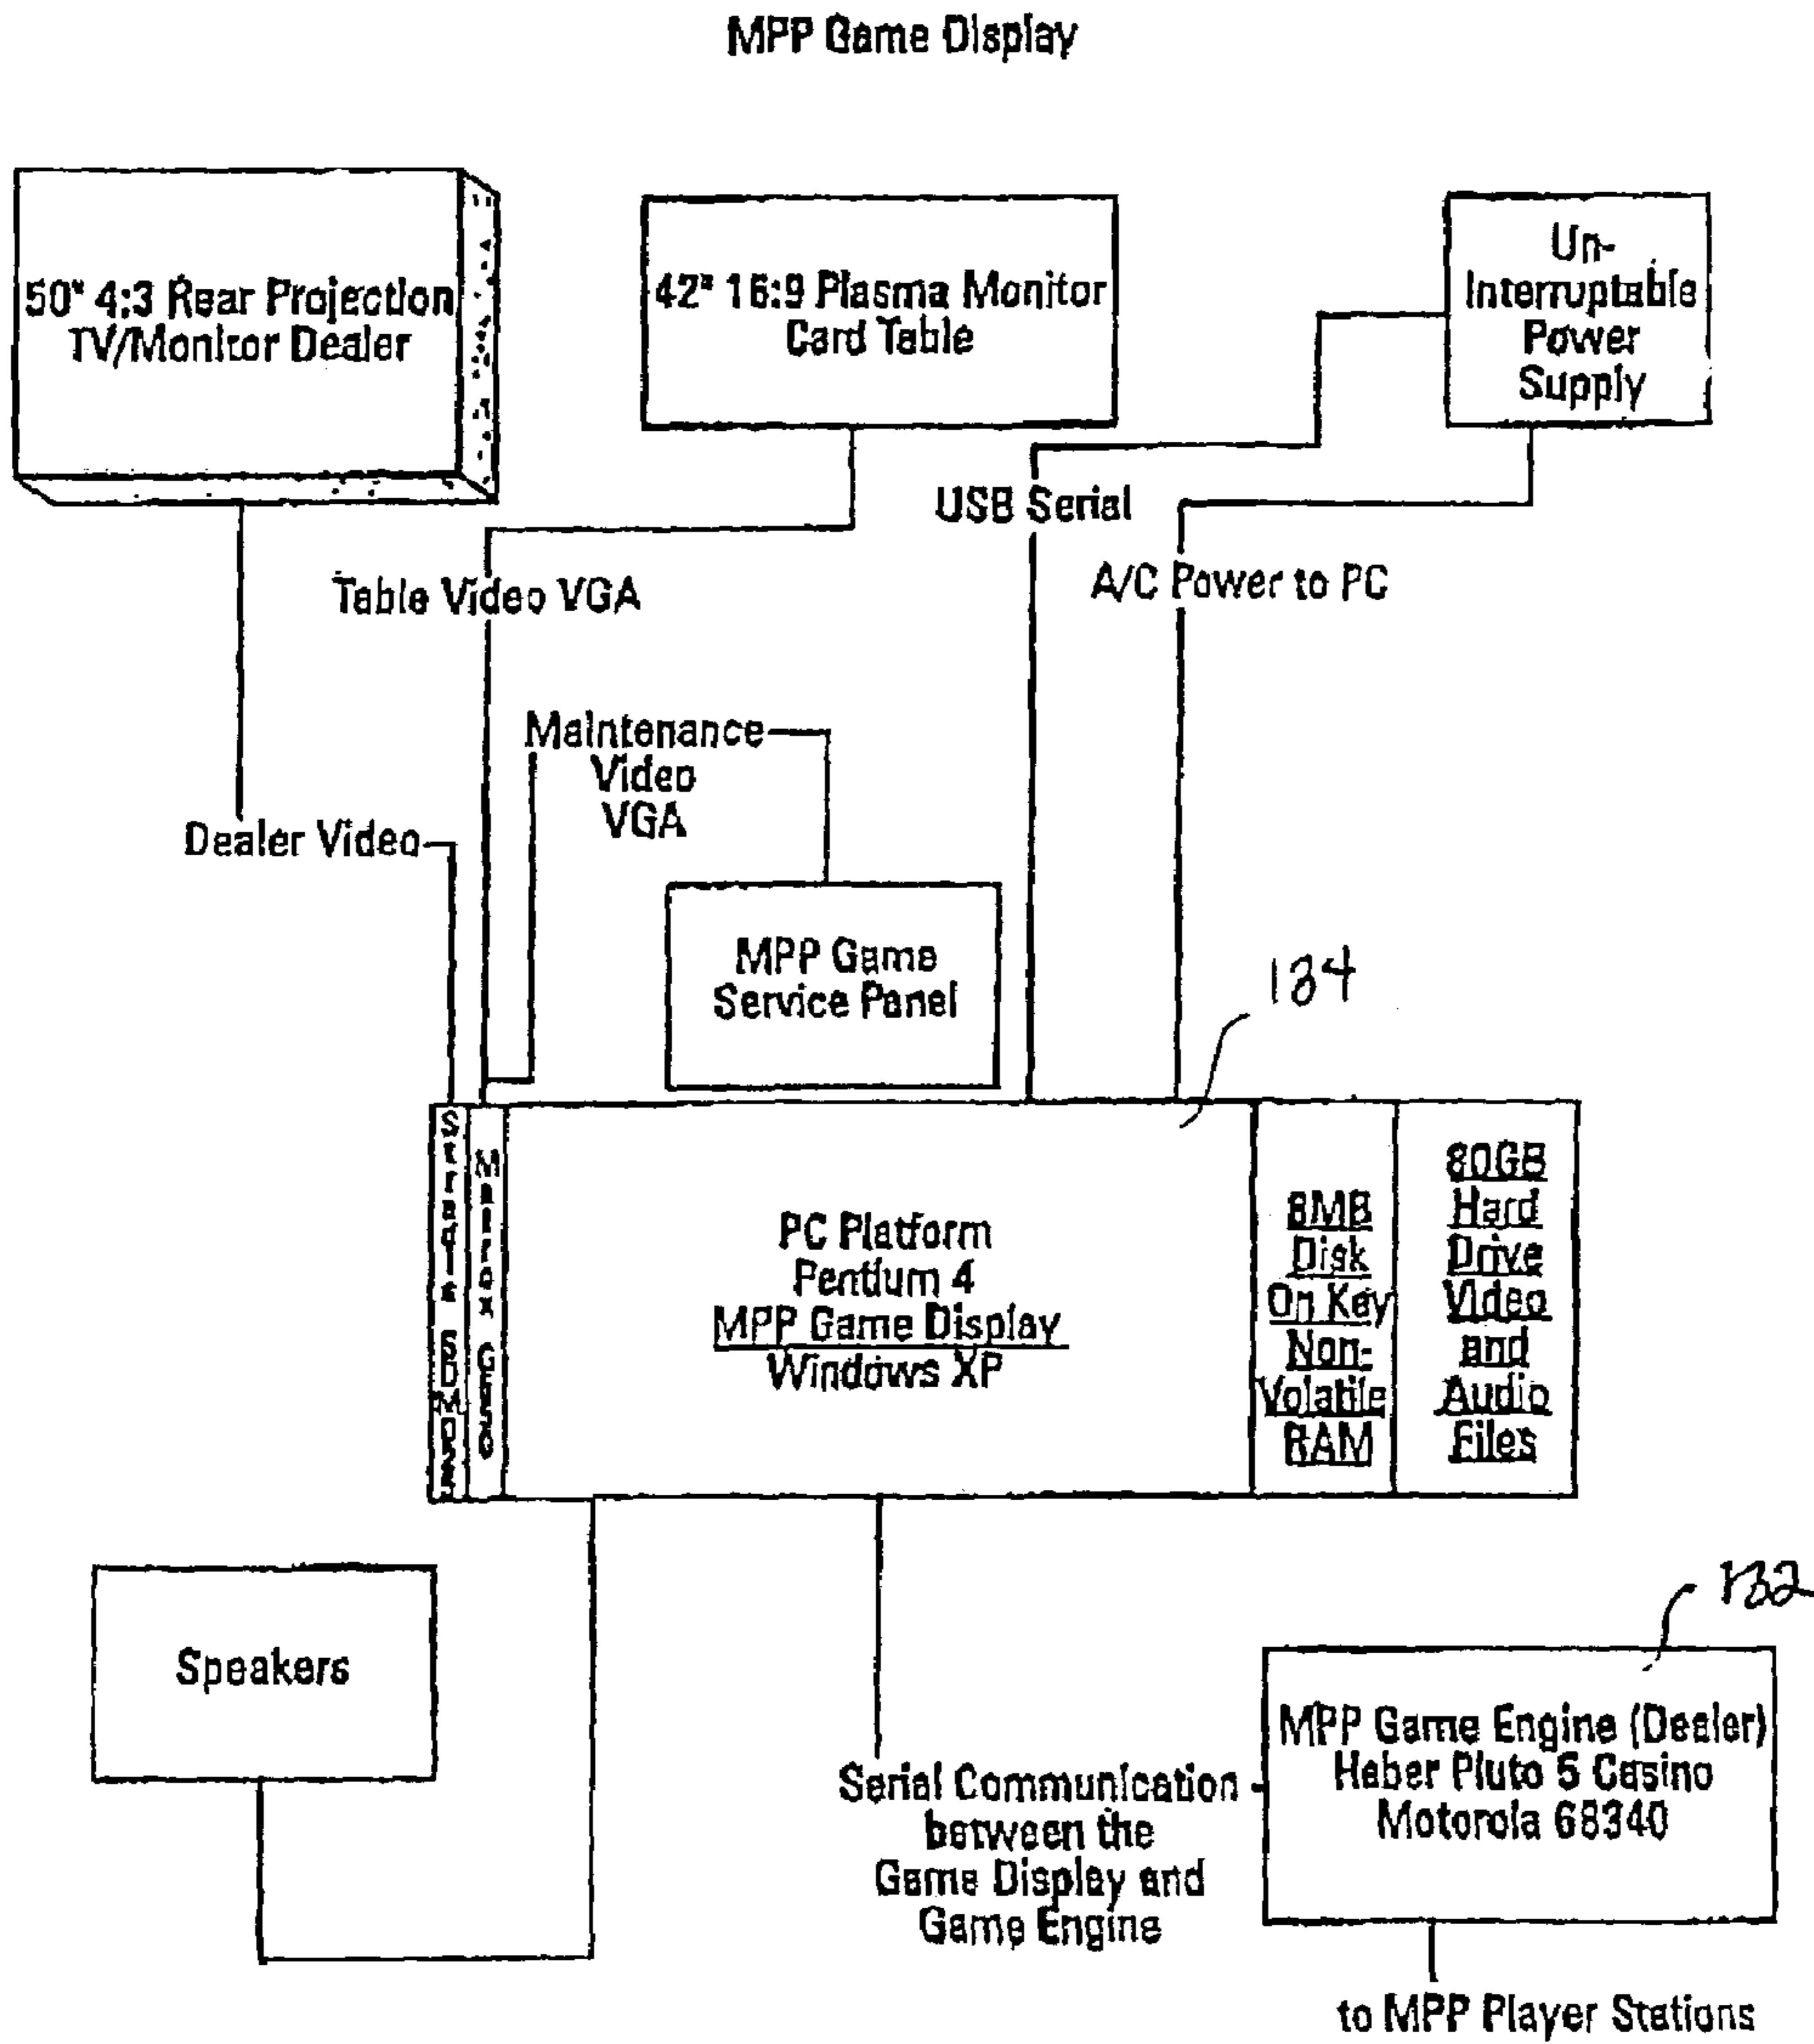 MPP Game Display
50" 4:3 Rear Projection
TV/Monitor Dealer
42" 16:9 Plasma Monitor
Card Table
Un-
Interruptable
Power
Supply
USB Serial
Table Video VGA
A/C Power to PC
Maintenance
Video
VGA
Dealer Video
MPP Game
Service Panel
134
Matrox
PC Platform
Pentium 4
MPP Game Display
Windows XP
8MB
Disk
On Key
Non-
Volatile
RAM
80GB
Hard
Drive
Video
and
Audio
Files
Speakers
132
MPP Game Engine (Dealer)
Heber Pluto 5 Casino
Motorola 68340
Serial Communication
between the
Game Display and
Game Engine
to MPP Player Stations